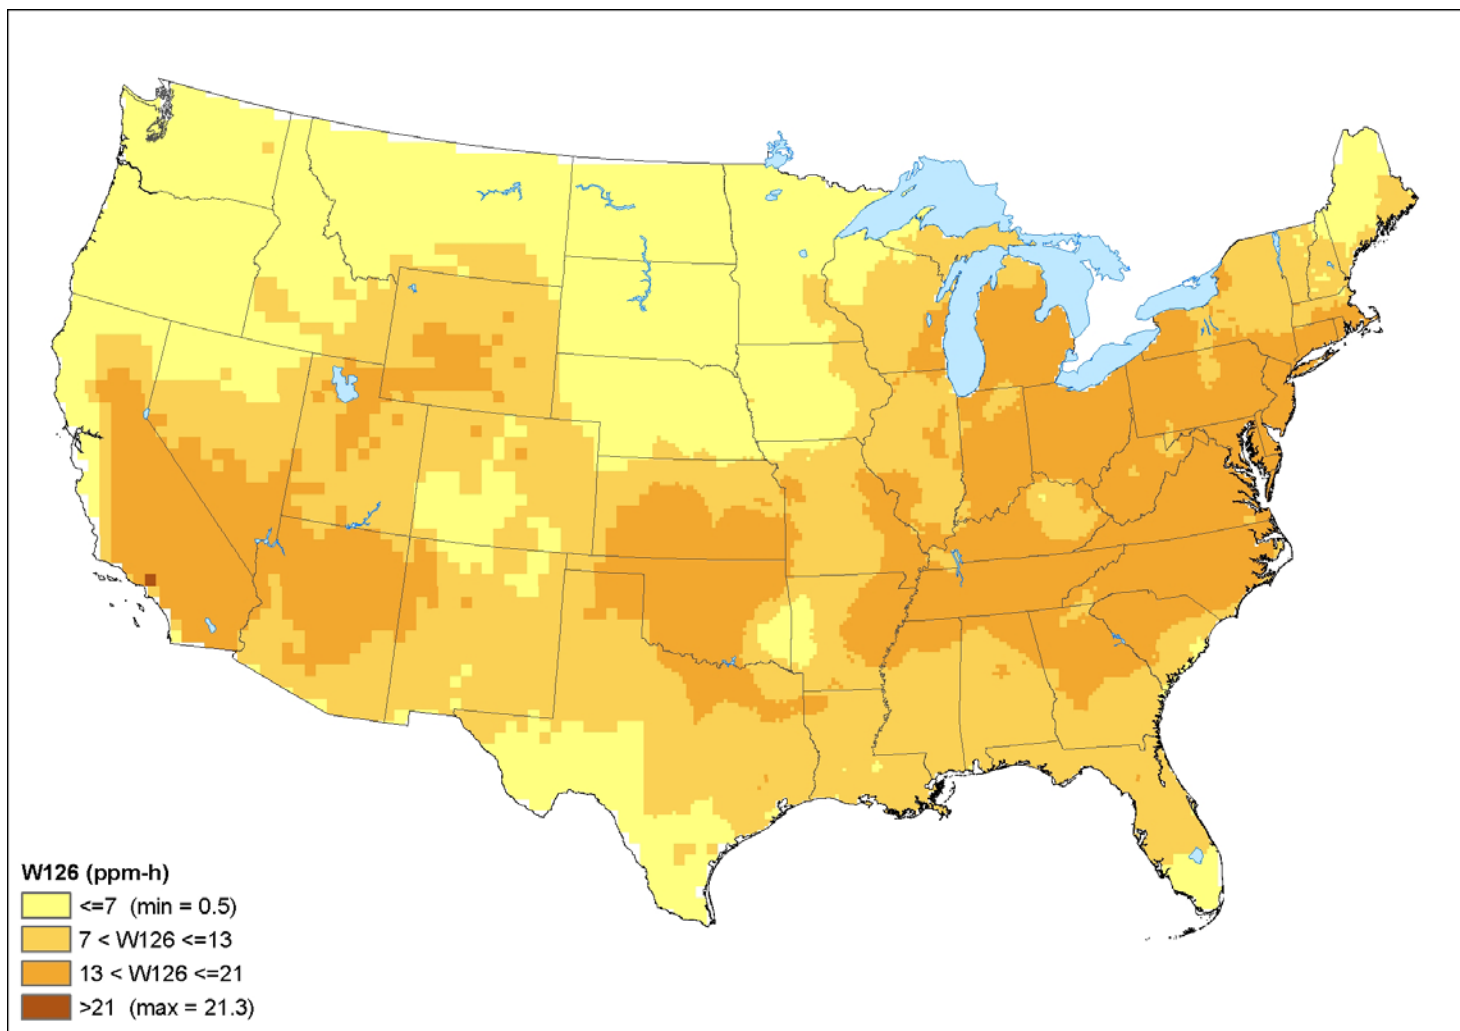 W126 (ppm-h)
<=7 (min = 0.5)
7 < W126 <=13
13 < W126 <=21
>21 (max = 21.3)